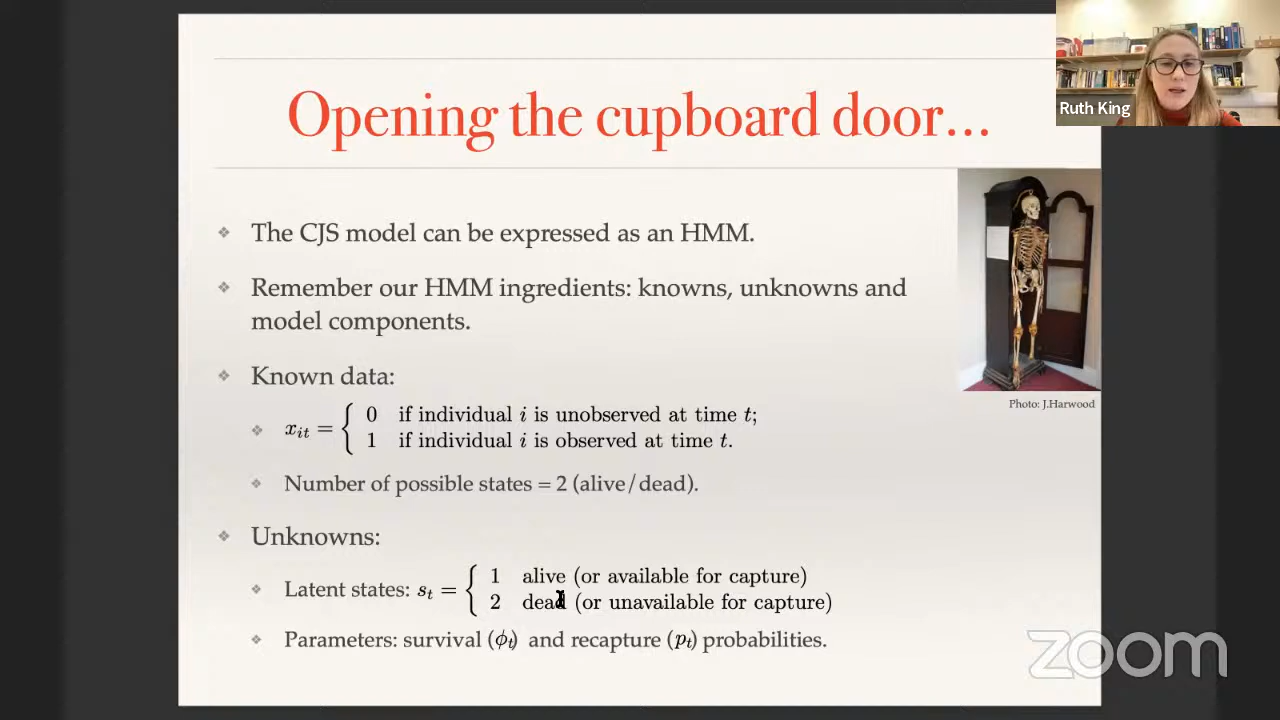 Opening the cupboard door...
Ruth King
The CJS model can be expressed as an HMM.
Remember our HMM ingredients: knowns, unknowns and
model components.
Known data:
x_{it} = { 0 if individual i is unobserved at time t;
1 if individual i is observed at time t.
Number of possible states = 2 (alive/dead).
Photo: J.Harwood
Unknowns:
Latent states: s_t = { 1 alive (or available for capture)
2 dead (or unavailable for capture)
Parameters: survival (ϕ_t) and recapture (p_t) probabilities.
zoom